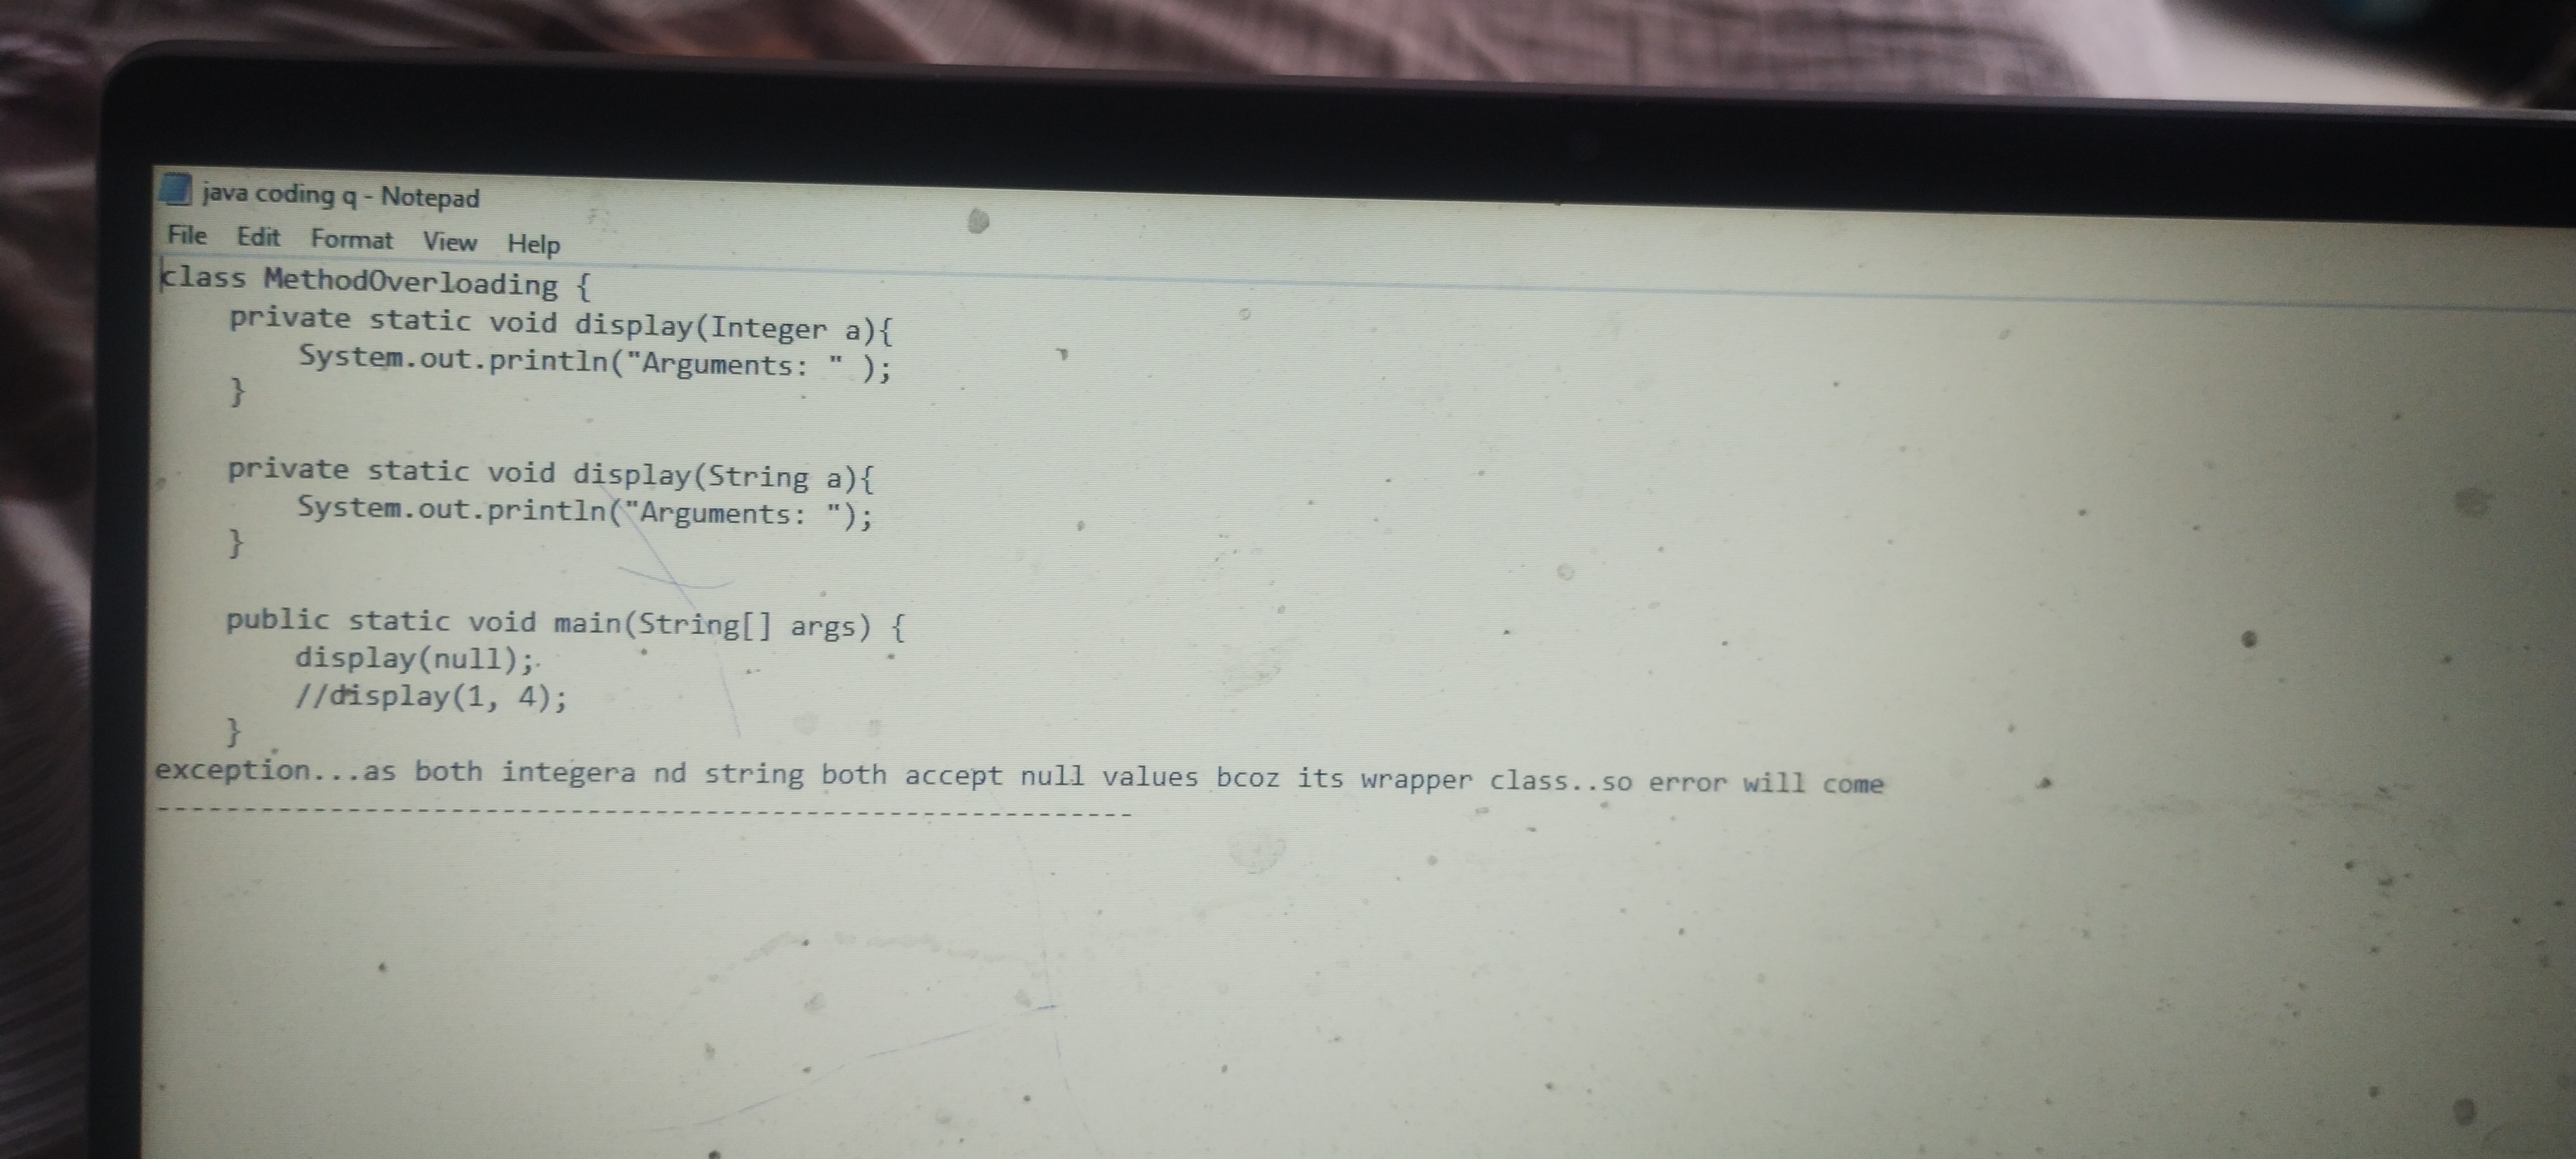 java coding q - Notepad
File Edit Format View Help
class MethodOverloading {
    private static void display(Integer a){
        System.out.println("Arguments: " );
    }

    private static void display(String a){
        System.out.println("Arguments: ");
    }

    public static void main(String[] args) {
        display(null);
        //display(1, 4);
    }
exception...as both integera nd string both accept null values bcoz its wrapper class..so error will come
--------------------------------------------------------